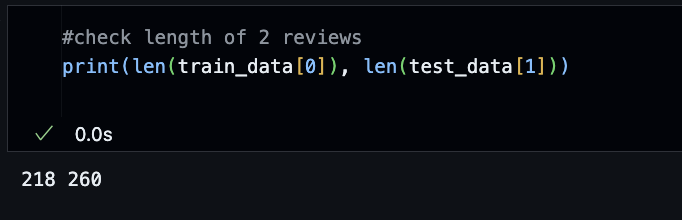 #check length of 2 reviews
print(len(train_data[0]), len(test_data[1]))
0.0s
218 260